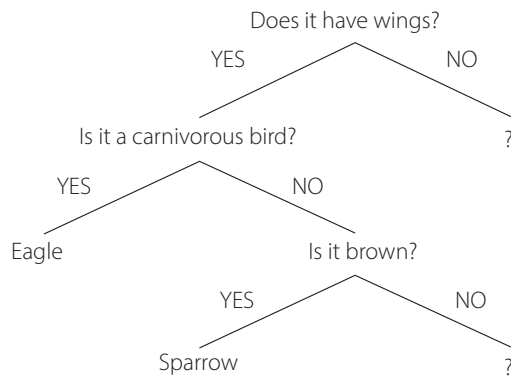 Does it have wings?
YES
NO
Is it a carnivorous bird?
?
YES
NO
Eagle
Is it brown?
YES
NO
Sparrow
?